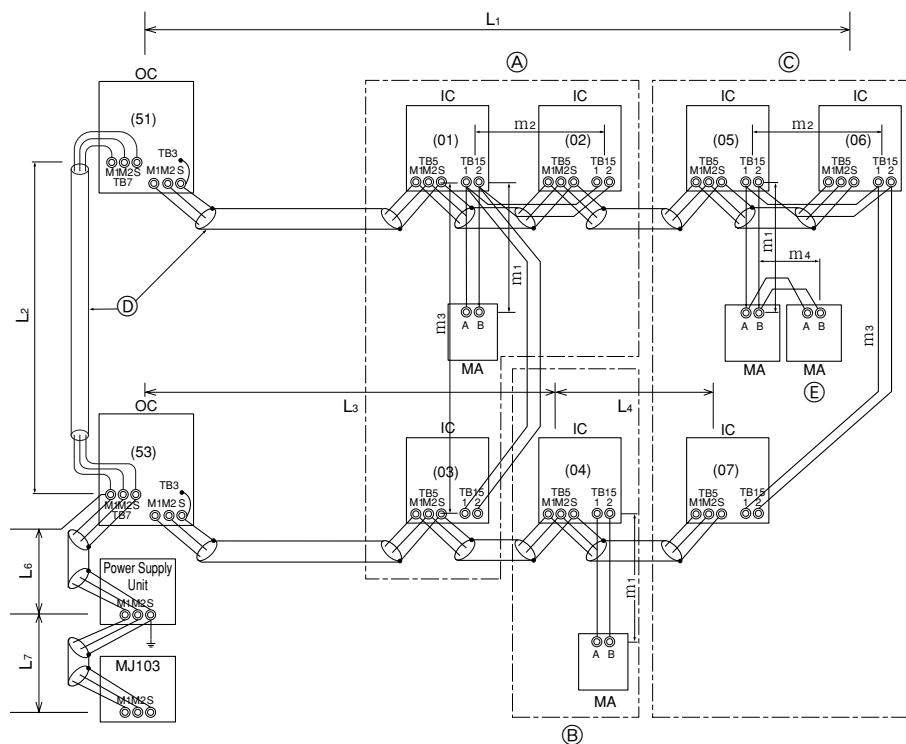 L1
A
C
OC
IC
IC
IC
IC
(51)
(01)
(02)
(05)
(06)
m2
m2
TB3
M1M2S
TB7
M1M2 S
TB5
M1M2S
TB15
1 2
TB5
M1M2S
TB15
1 2
TB5
M1M2S
TB15
1 2
TB5
M1M2S
TB15
1 2
m1
m1
m4
D
L2
m3
m3
A B
MA
A B
MA
A B
MA
E
L3
L4
OC
IC
IC
IC
(53)
(03)
(04)
(07)
TB3
M1M2S
TB7
M1M2 S
TB5
M1M2S
TB15
1 2
TB5
M1M2S
TB15
1 2
TB5
M1M2S
TB15
1 2
L6
Power Supply
Unit
M1M2S
m1
L7
MJ103
M1M2S
A B
MA
B